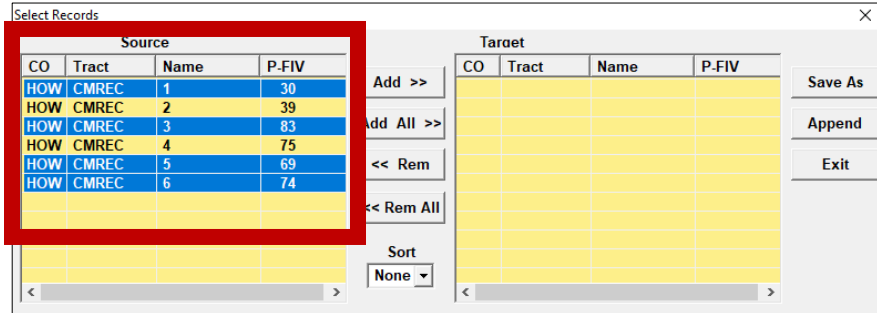 Select Records
Source
Target
CO Tract Name P-FIV
CO Tract Name P-FIV
HOW CMREC 1 30
HOW CMREC 2 39
HOW CMREC 3 83
HOW CMREC 4 75
HOW CMREC 5 69
HOW CMREC 6 74
Add >>
Add All >>
<< Rem
<< Rem All
Sort
None
Save As
Append
Exit